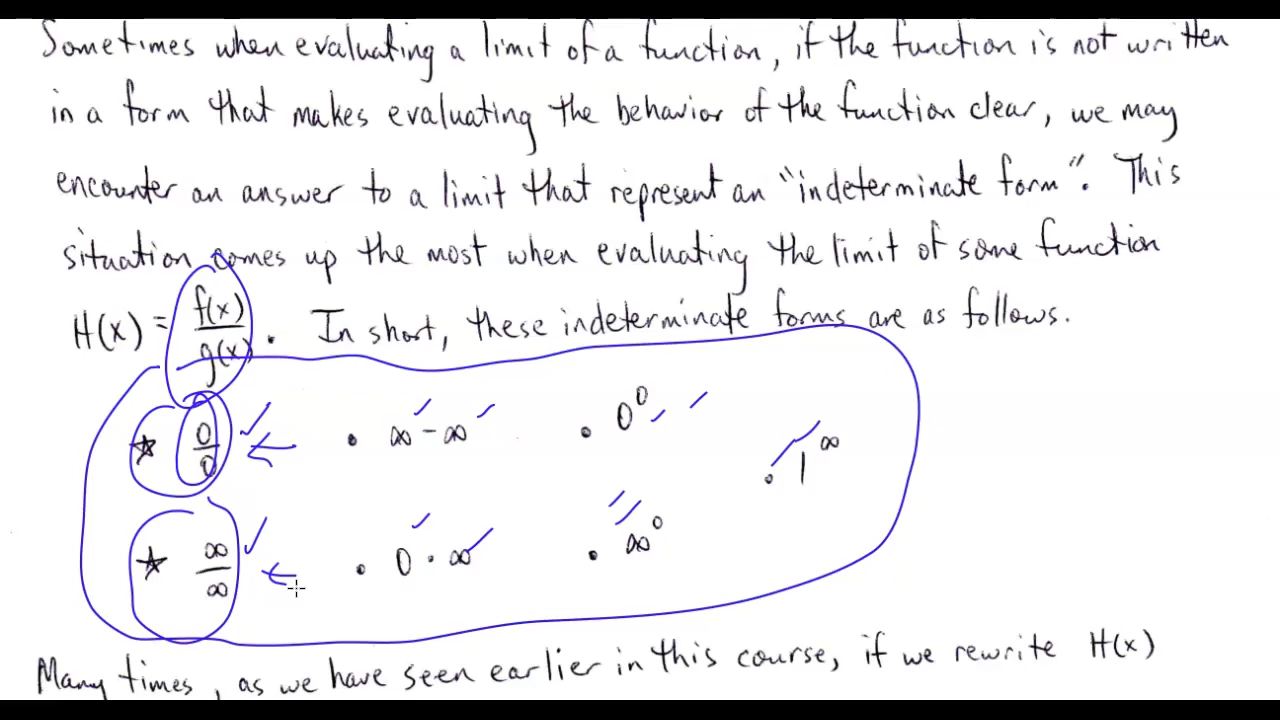 Sometimes when evaluating a limit of a function, if the function is not written
in a form that makes evaluating the behavior of the function clear, we may
encounter an answer to a limit that represent an "indeterminate form". This
situation comes up the most when evaluating the limit of some function
H(x) = f(x)/g(x). In short, these indeterminate forms are as follows.
★ 0/0 • ∞ - ∞ • 0⁰ • 1^∞
★ ∞/∞ • 0 · ∞ • ∞⁰
Many times, as we have seen earlier in this course, if we rewrite H(x)